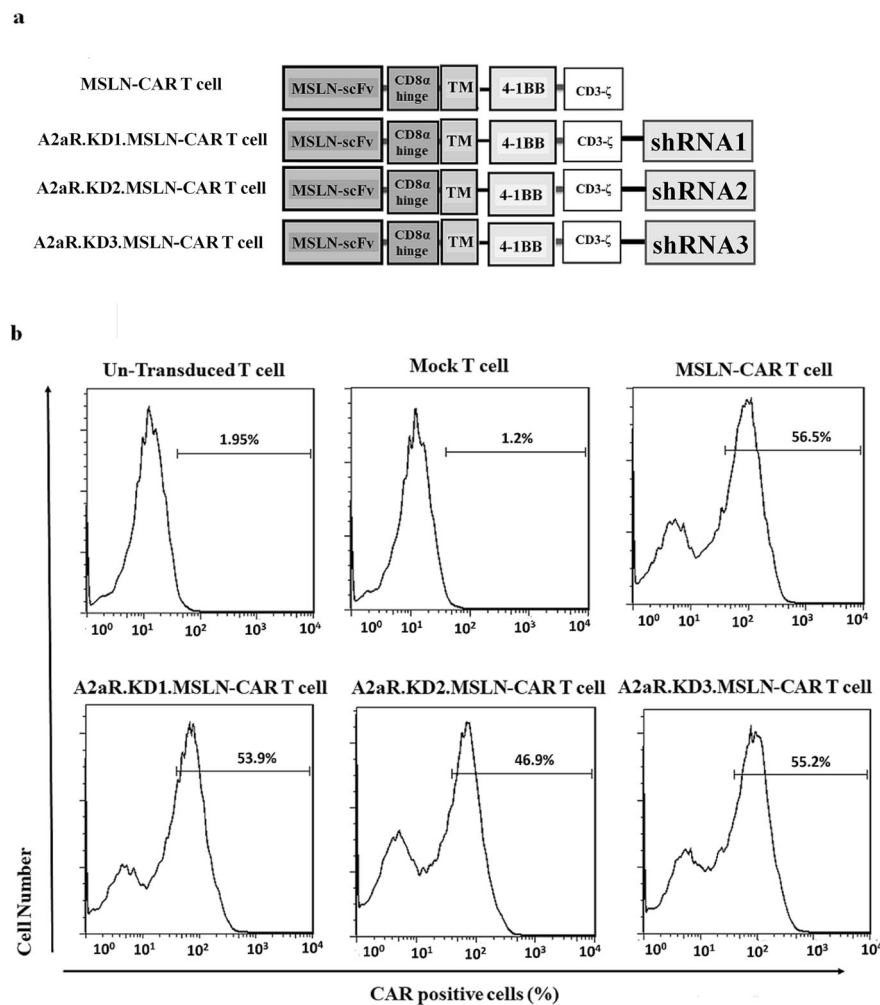 a
MSLN-CAR T cell MSLN-scFv CD8α hinge TM 4-1BB CD3-ζ
A2aR.KD1.MSLN-CAR T cell MSLN-scFv CD8α hinge TM 4-1BB CD3-ζ shRNA1
A2aR.KD2.MSLN-CAR T cell MSLN-scFv CD8α hinge TM 4-1BB CD3-ζ shRNA2
A2aR.KD3.MSLN-CAR T cell MSLN-scFv CD8α hinge TM 4-1BB CD3-ζ shRNA3
b
Un-Transduced T cell Mock T cell MSLN-CAR T cell
1.95% 1.2% 56.5%
10⁰ 10¹ 10² 10³ 10⁴ 10⁰ 10¹ 10² 10³ 10⁴ 10⁰ 10¹ 10² 10³ 10⁴
A2aR.KD1.MSLN-CAR T cell A2aR.KD2.MSLN-CAR T cell A2aR.KD3.MSLN-CAR T cell
53.9% 46.9% 55.2%
10⁰ 10¹ 10² 10³ 10⁴ 10⁰ 10¹ 10² 10³ 10⁴ 10⁰ 10¹ 10² 10³ 10⁴
Cell Number
CAR positive cells (%)